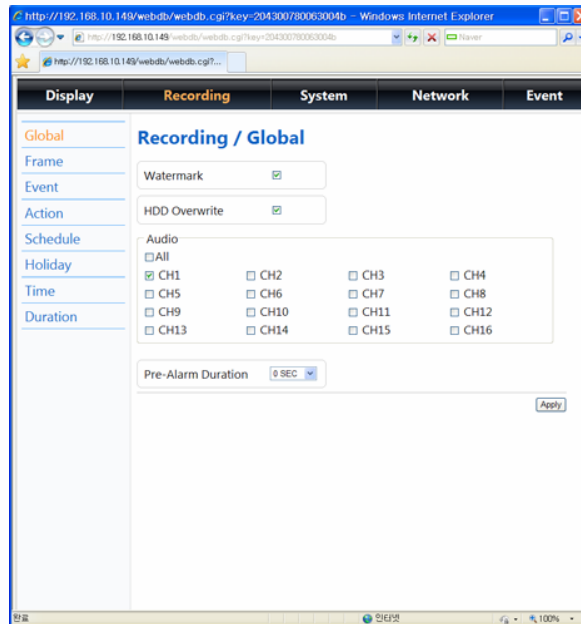 http://192.168.10.149/webdb/webdb.cgi?key=204300780063004b - Windows Internet Explorer
http://192.168.10.149/webdb/webdb.cgi?key=204300780063004b
Naver
http://192.168.10.149/webdb/webdb.cgi?...
Display Recording System Network Event
Global
Frame
Event
Action
Schedule
Holiday
Time
Duration
Recording / Global
Watermark
HDD Overwrite
Audio
All
CH1 CH2 CH3 CH4
CH5 CH6 CH7 CH8
CH9 CH10 CH11 CH12
CH13 CH14 CH15 CH16
Pre-Alarm Duration 0 SEC
Apply
완료 인터넷 100%